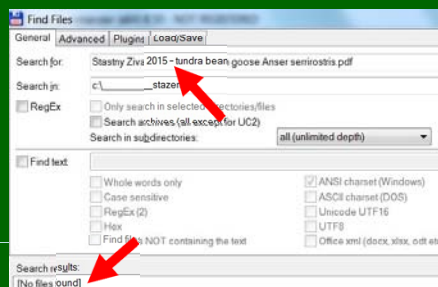 Find Files
General Advanced Plugins Load/Save
Search for: Stastny Ziva 2015 - tundra bean goose Anser serrirostris.pdf
Search in: c:\ _stazen
RegEx Only search in selected directories/files
Search archives (all except for UC2)
Search in subdirectories: all (unlimited depth)
Find text
Whole words only ANSI charset (Windows)
Case sensitive ASCII charset (DOS)
RegEx (2) Unicode UTF16
Hex UTF8
Find files NOT containing the text Office xml (docx, xlsx, odt etc
Search results:
[No files found]